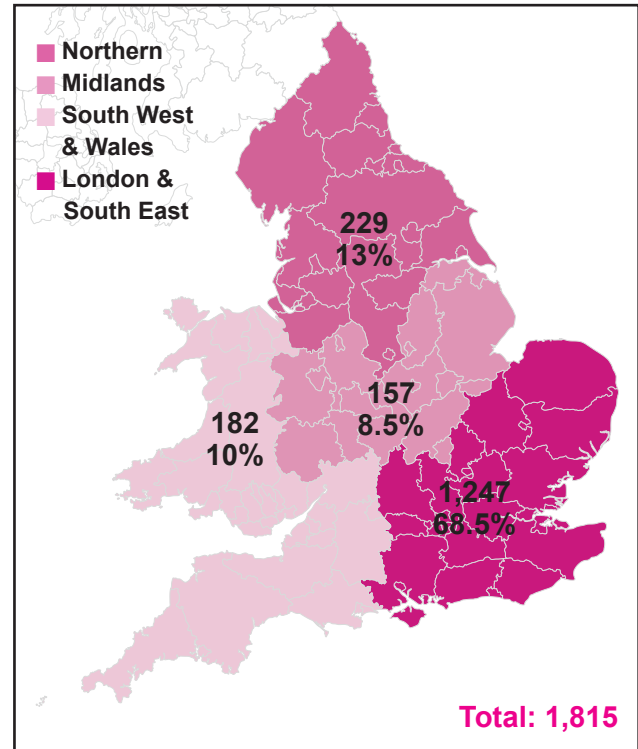 Northern
Midlands
South West
& Wales
London &
South East
229
13%
157
8.5%
182
10%
1,247
68.5%
Total: 1,815